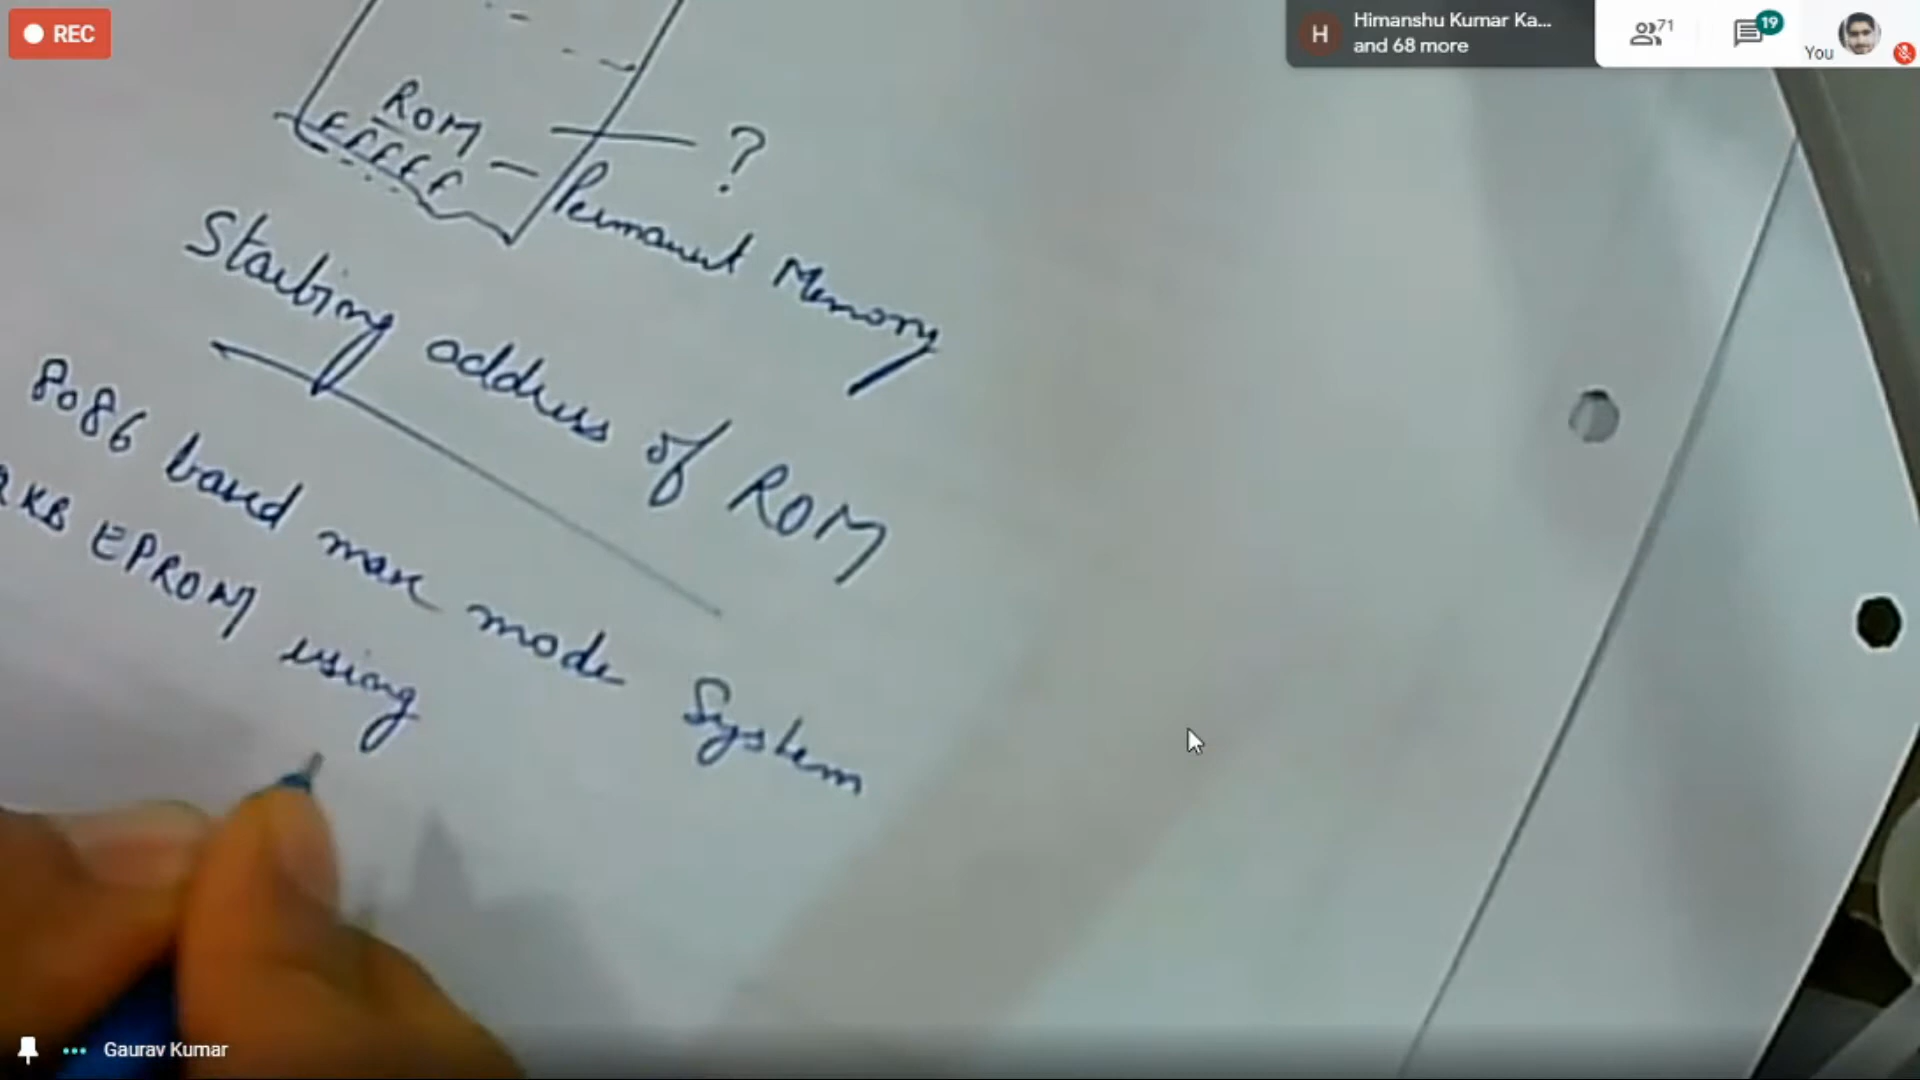 REC
Himanshu Kumar Ka...
and 68 more
71
19
You
H
ROM
?
FFFFF - Permanent Memory
Starting address of ROM
8086 based max mode System
2KB EPROM using
Gaurav Kumar